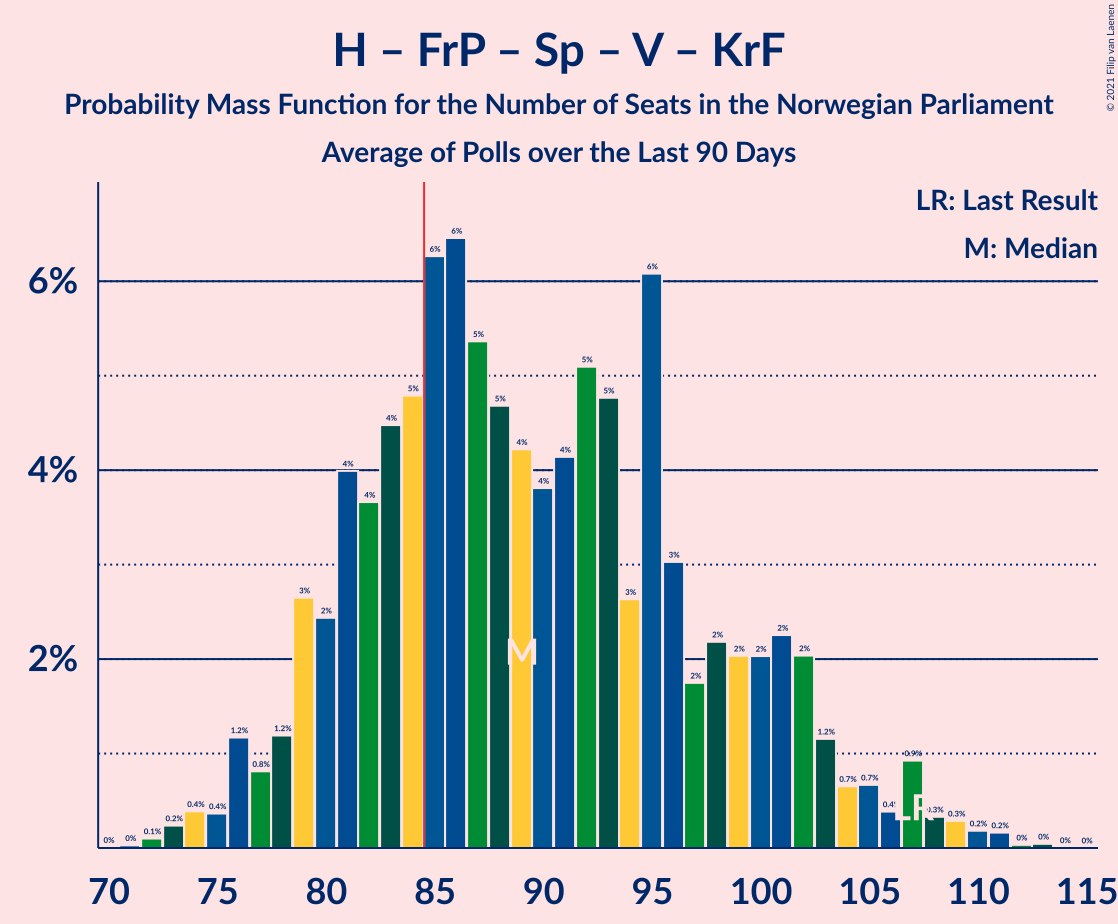 H – FrP – Sp – V – KrF
Probability Mass Function for the Number of Seats in the Norwegian Parliament
Average of Polls over the Last 90 Days
© 2021 Filip van Laenen
LR: Last Result
M: Median
6%
4%
2%
0% 0% 0.1% 0.2% 0.4% 0.4% 1.2% 0.8% 1.2% 3% 2% 4% 4% 4% 5% 6% 6% 5% 5% 4% 4% 4% 5% 5% 3% 6% 3% 2% 2% 2% 2% 2% 2% 1.2% 0.7% 0.7% 0.4% 0.9% 0.3% 0.3% 0.2% 0.2% 0% 0% 0% 0%
M
LR
70 75 80 85 90 95 100 105 110 115